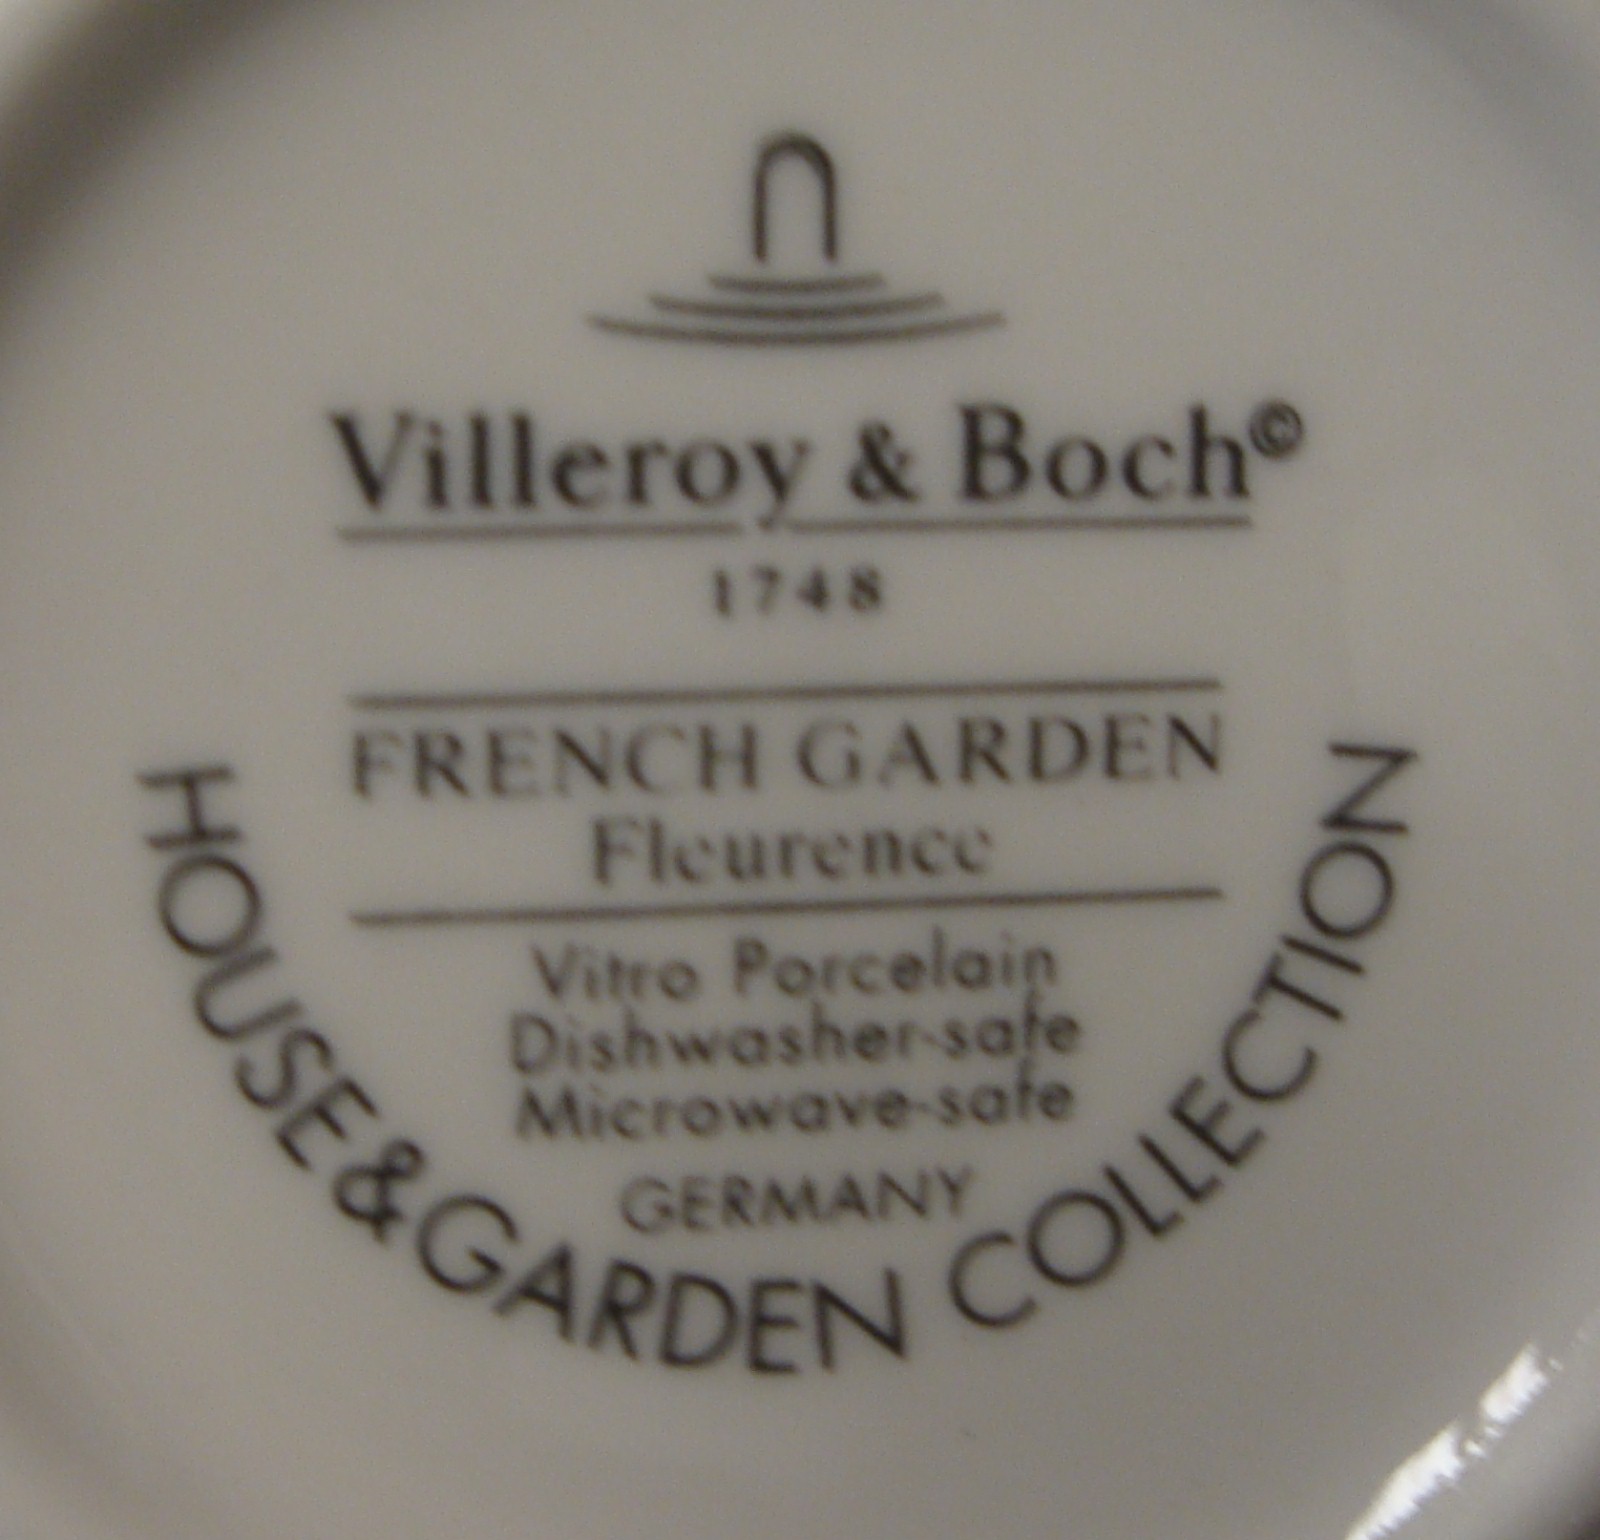 Villeroy & Boch©
1748
FRENCH GARDEN
Fleurence
Vitro Porcelain
Dishwasher-safe
Microwave-safe
GERMANY
HOUSE & GARDEN COLLECTION